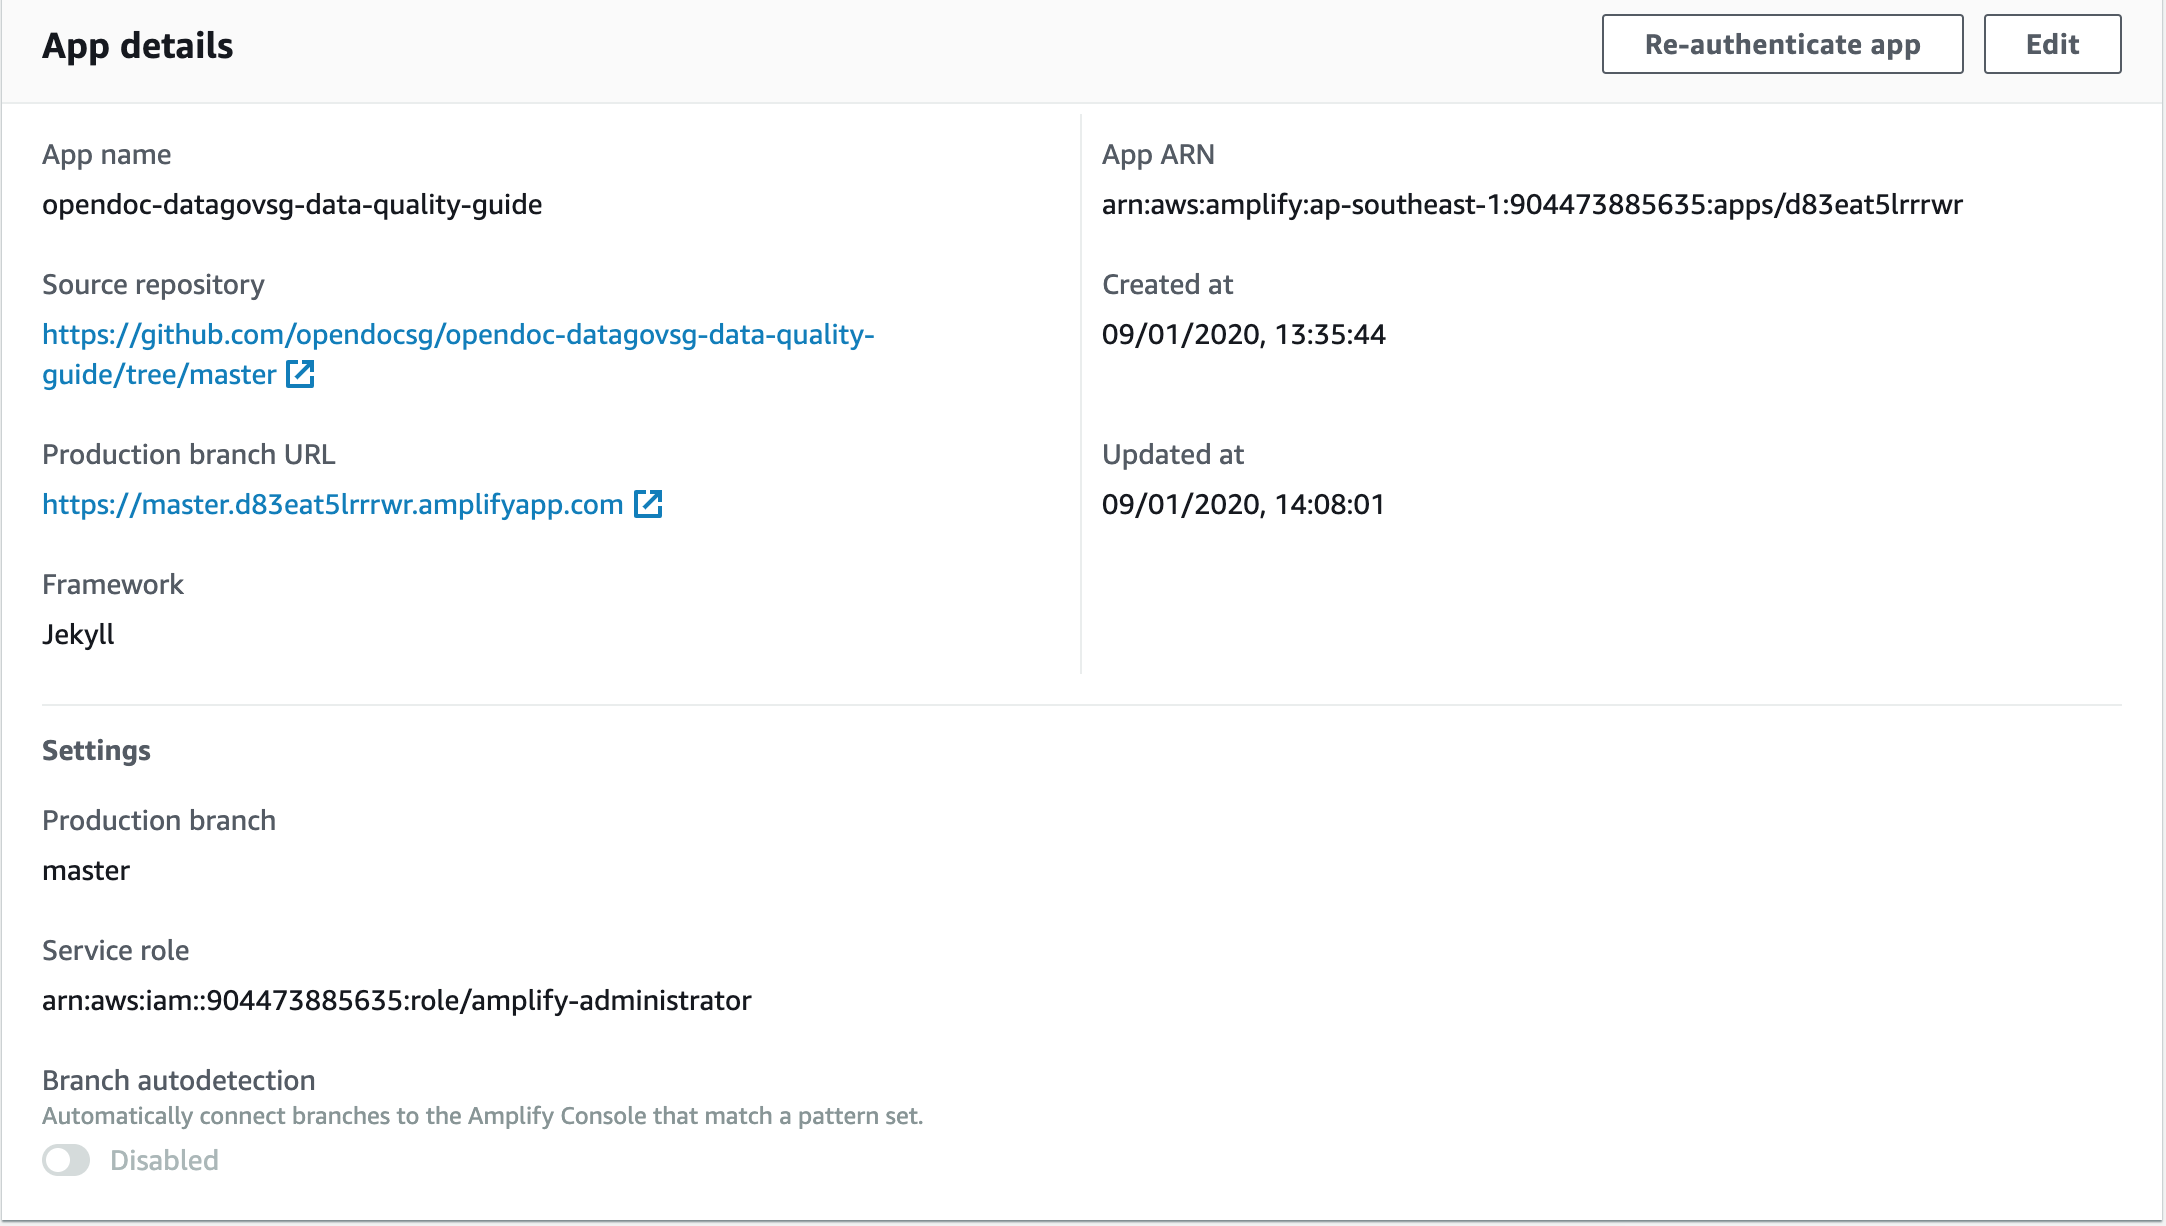 App details
Re-authenticate app
Edit
App name
opendoc-datagovsg-data-quality-guide
App ARN
arn:aws:amplify:ap-southeast-1:904473885635:apps/d83eat5lrrrwr
Source repository
https://github.com/opendocsg/opendoc-datagovsg-data-quality-
guide/tree/master
Created at
09/01/2020, 13:35:44
Production branch URL
https://master.d83eat5lrrrwr.amplifyapp.com
Updated at
09/01/2020, 14:08:01
Framework
Jekyll
Settings
Production branch
master
Service role
arn:aws:iam::904473885635:role/amplify-administrator
Branch autodetection
Automatically connect branches to the Amplify Console that match a pattern set.
Disabled